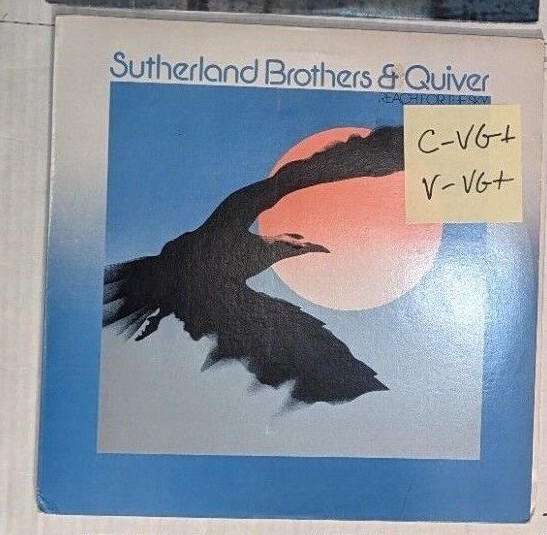 Sutherland Brothers & Quiver
REACH FOR THE SKY
C-VG+
V-VG+